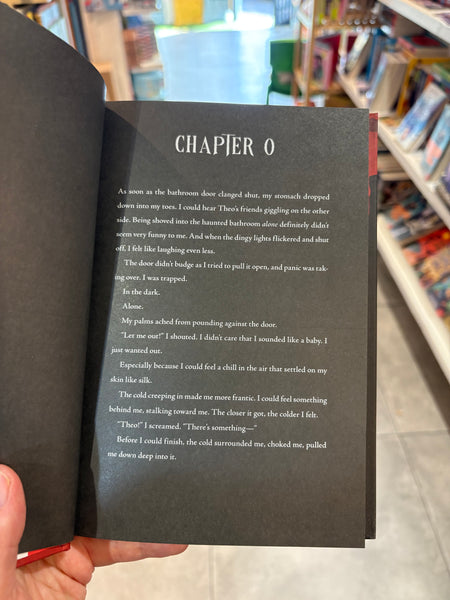 CHAPTER 0
As soon as the bathroom door clanged shut, my stomach dropped
down into my toes. I could hear Theo's friends giggling on the other
side. Being shoved into the haunted bathroom alone definitely didn't
seem very funny to me. And when the dingy lights flickered and shut
off, I felt like laughing even less.
The door didn't budge as I tried to pull it open, and panic was tak-
ing over. I was trapped.
In the dark.
Alone.
My palms ached from pounding against the door.
"Let me out!" I shouted. I didn't care that I sounded like a baby. I
just wanted out.
Especially because I could feel a chill in the air that settled on my
skin like silk.
The cold creeping in made me more frantic. I could feel something
behind me, stalking toward me. The closer it got, the colder I felt.
"Theo!" I screamed. "There's something—"
Before I could finish, the cold surrounded me, choked me, pulled
me down deep into it.